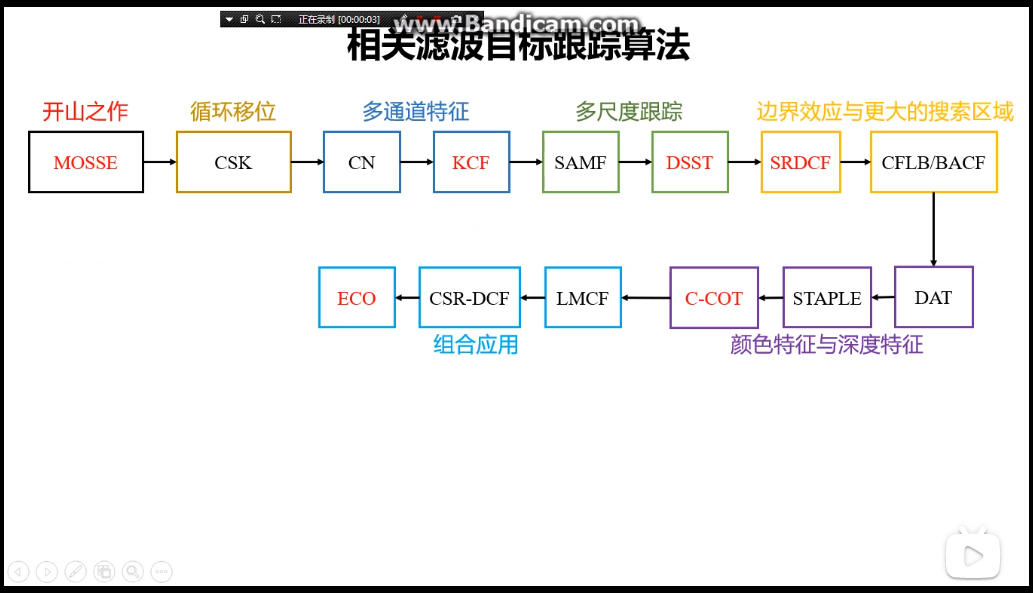 正在录制 [00:00:03]
www.Bandicam.com
相关滤波目标跟踪算法
开山之作
循环移位
多通道特征
多尺度跟踪
边界效应与更大的搜索区域
MOSSE
CSK
CN
KCF
SAMF
DSST
SRDCF
CFLB/BACF
ECO
CSR-DCF
LMCF
C-COT
STAPLE
DAT
组合应用
颜色特征与深度特征